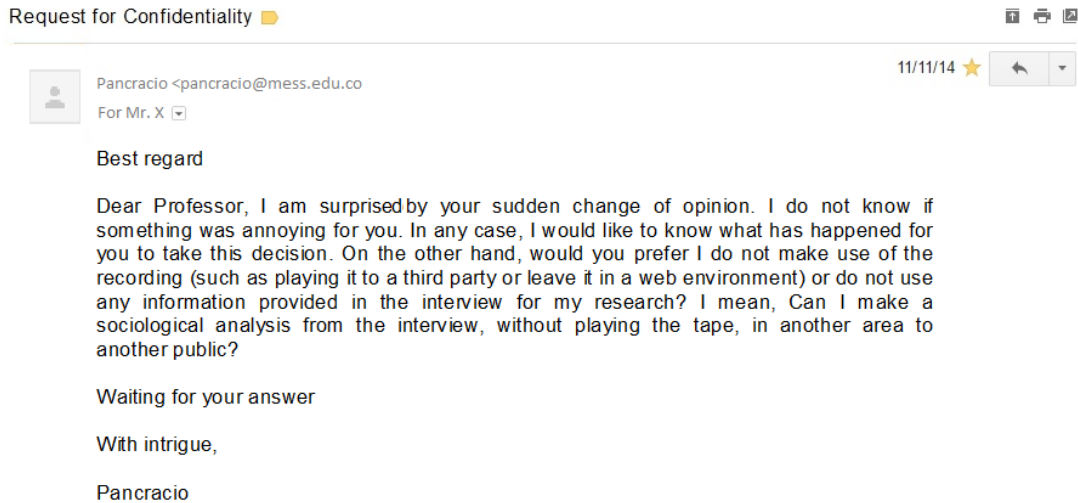 Request for Confidentiality
11/11/14
Pancracio <pancracio@mess.edu.co
For Mr. X
Best regard
Dear Professor, I am surprised by your sudden change of opinion. I do not know if
something was annoying for you. In any case, I would like to know what has happened for
you to take this decision. On the other hand, would you prefer I do not make use of the
recording (such as playing it to a third party or leave it in a web environment) or do not use
any information provided in the interview for my research? I mean, Can I make a
sociological analysis from the interview, without playing the tape, in another area to
another public?
Waiting for your answer
With intrigue,
Pancracio